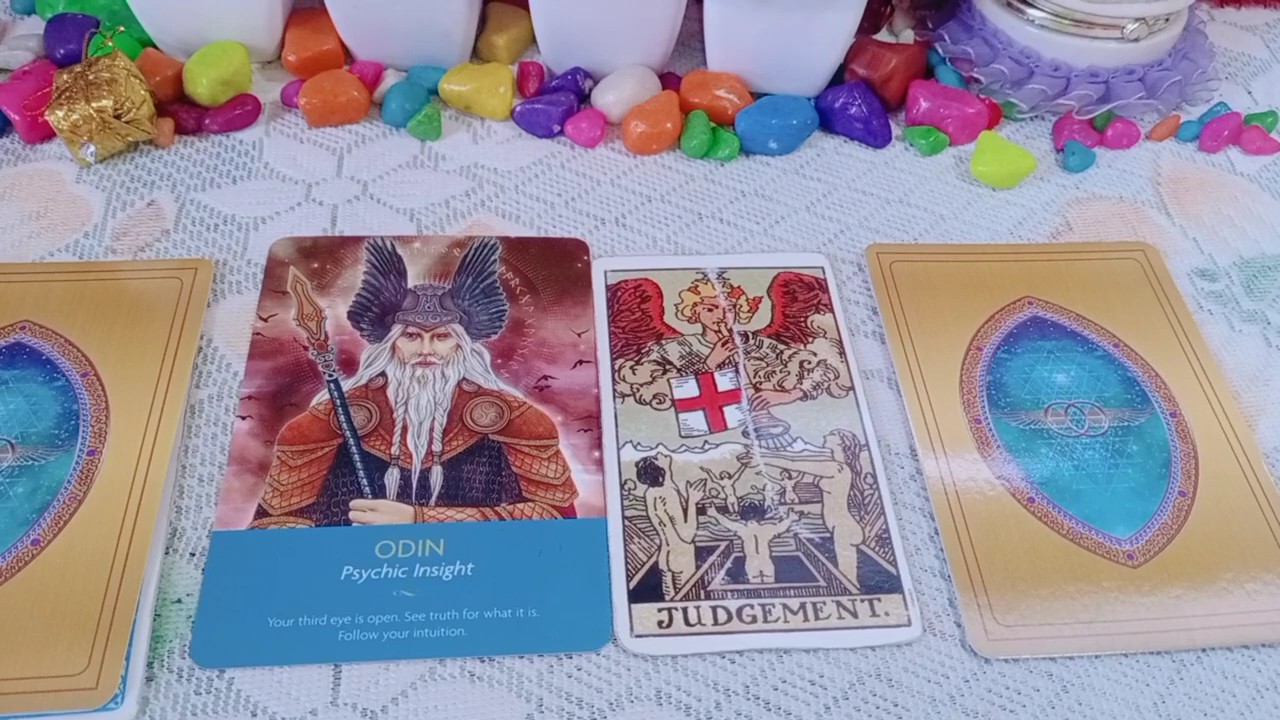 ODIN
Psychic Insight
Your third eye is open. See truth for what it is.
Follow your intuition.
JUDGEMENT.